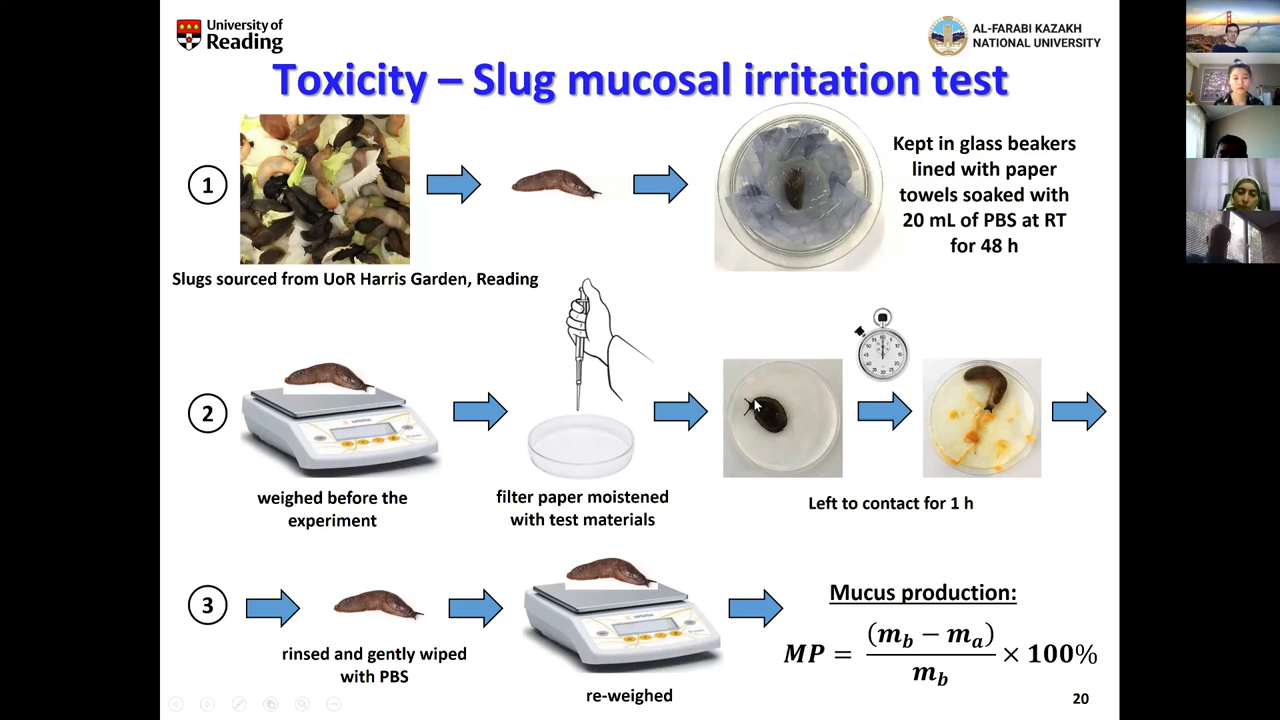 University of
Reading
AL-FARABI KAZAKH
NATIONAL UNIVERSITY
Toxicity – Slug mucosal irritation test
1
Kept in glass beakers
lined with paper
towels soaked with
20 mL of PBS at RT
for 48 h
Slugs sourced from UoR Harris Garden, Reading
2
weighed before the
experiment
filter paper moistened
with test materials
Left to contact for 1 h
3
rinsed and gently wiped
with PBS
re-weighed
Mucus production:
MP = (m_b − m_a) / m_b × 100%
20